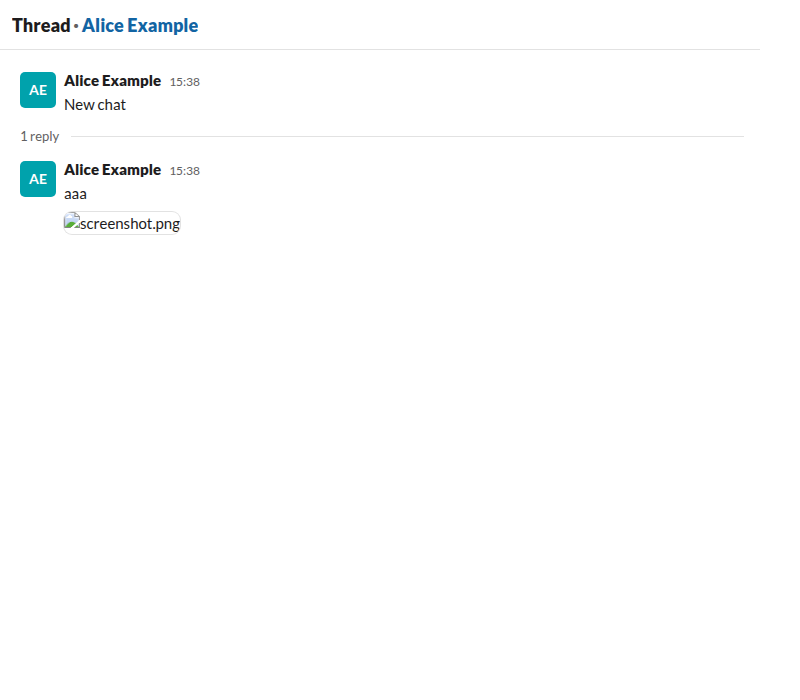 Thread • Alice Example
AE
Alice Example 15:38
New chat
1 reply
AE
Alice Example 15:38
aaa
screenshot.png